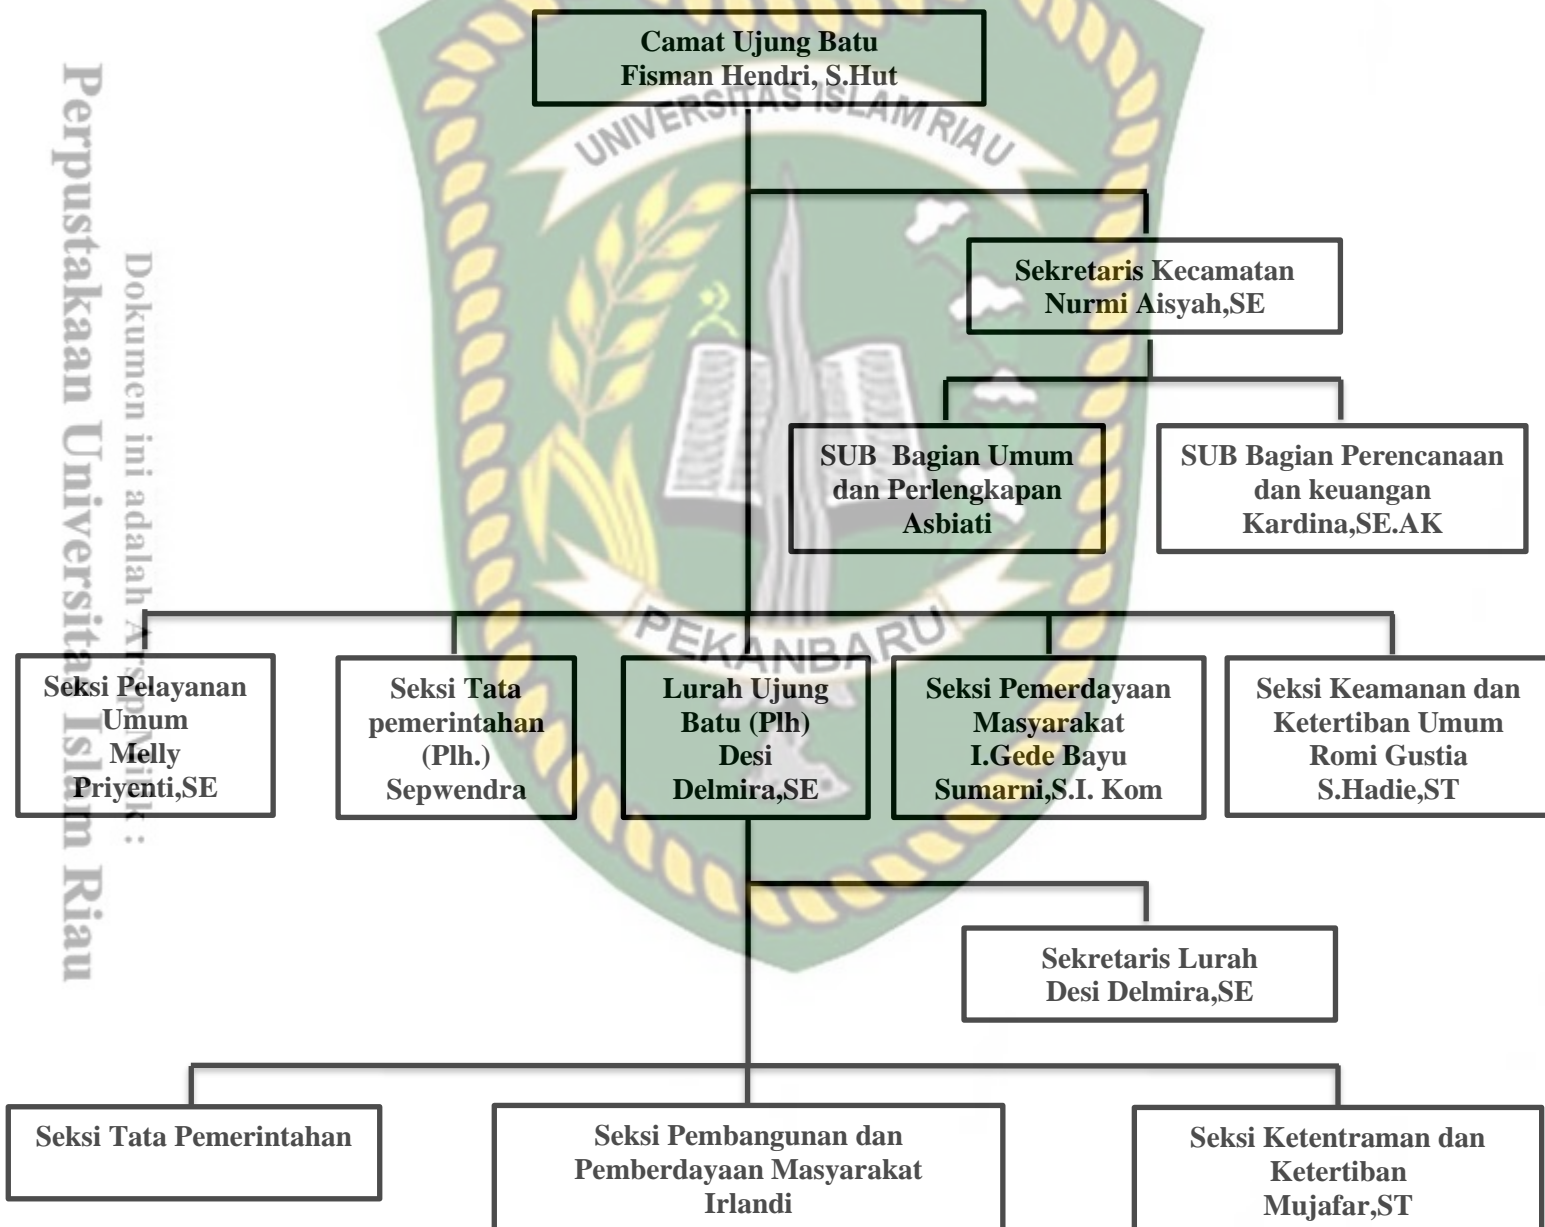 Camat Ujung Batu
Fisman Hendri, S.Hut
UNIVERSITAS ISLAM RIAU
Sekretaris Kecamatan
Nurmi Aisyah,SE
SUB Bagian Umum
dan Perlengkapan
Asbiati
SUB Bagian Perencanaan
dan keuangan
Kardina,SE.AK
PEKANBARU
Seksi Pelayanan
Umum
Melly
Priyenti,SE
Seksi Tata
pemerintahan
(Plh.)
Sepwendra
Lurah Ujung
Batu (Plh)
Desi
Delmira,SE
Seksi Pemerdayaan
Masyarakat
I.Gede Bayu
Sumarni,S.I. Kom
Seksi Keamanan dan
Ketertiban Umum
Romi Gustia
S.Hadie,ST
Sekretaris Lurah
Desi Delmira,SE
Seksi Tata Pemerintahan
Seksi Pembangunan dan
Pemberdayaan Masyarakat
Irlandi
Seksi Ketentraman dan
Ketertiban
Mujafar,ST
Perpustakaan Universitas Islam Riau
Dokumen ini adalah Arsip Milik :